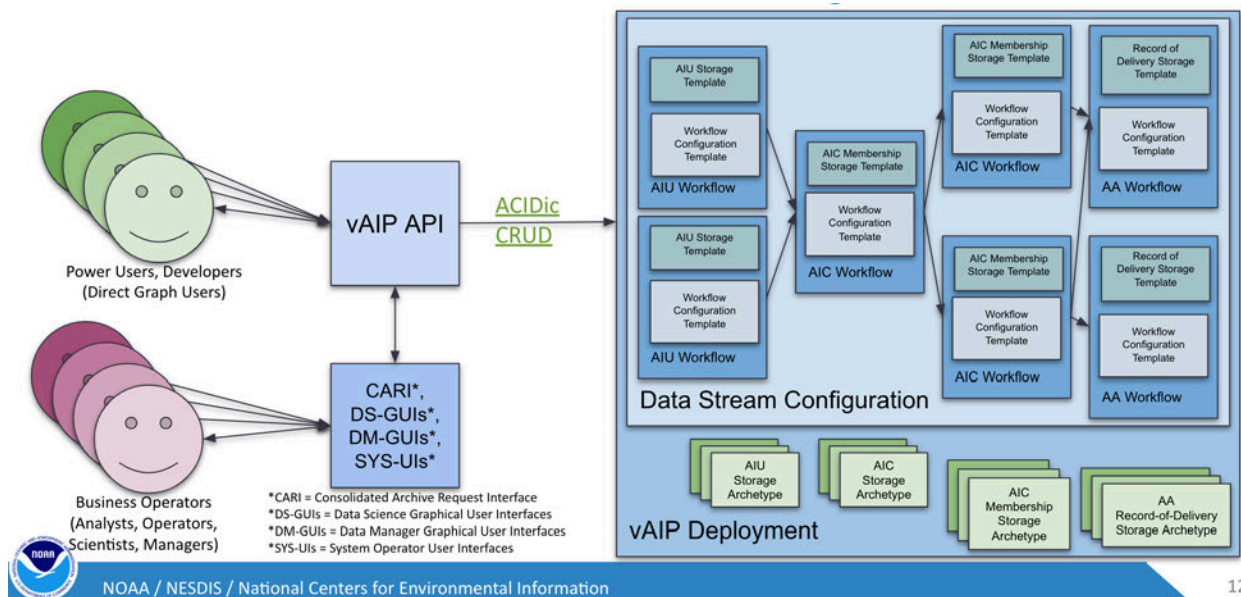 Power Users, Developers
(Direct Graph Users)
Business Operators
(Analysts, Operators,
Scientists, Managers)
vAIP API
CARI*,
DS-GUIs*,
DM-GUIs*,
SYS-UIs*
*CARI = Consolidated Archive Request Interface
*DS-GUIs = Data Science Graphical User Interfaces
*DM-GUIs = Data Manager Graphical User Interfaces
*SYS-UIs = System Operator User Interfaces
ACIDic
CRUD
AIU Storage
Template
Workflow
Configuration
Template
AIU Workflow
AIU Storage
Template
Workflow
Configuration
Template
AIU Workflow
AIC Membership
Storage Template
Workflow
Configuration
Template
AIC Workflow
AIC Membership
Storage Template
Workflow
Configuration
Template
AIC Workflow
AIC Membership
Storage Template
Workflow
Configuration
Template
AIC Workflow
Record of
Delivery Storage
Template
Workflow
Configuration
Template
AA Workflow
Record of
Delivery Storage
Template
Workflow
Configuration
Template
AA Workflow
Data Stream Configuration
AIU
Storage
Archetype
AIC
Storage
Archetype
AIC
Membership
Storage
Archetype
AA
Record-of-Delivery
Storage Archetype
vAIP Deployment
NOAA
NOAA / NESDIS / National Centers for Environmental Information
12